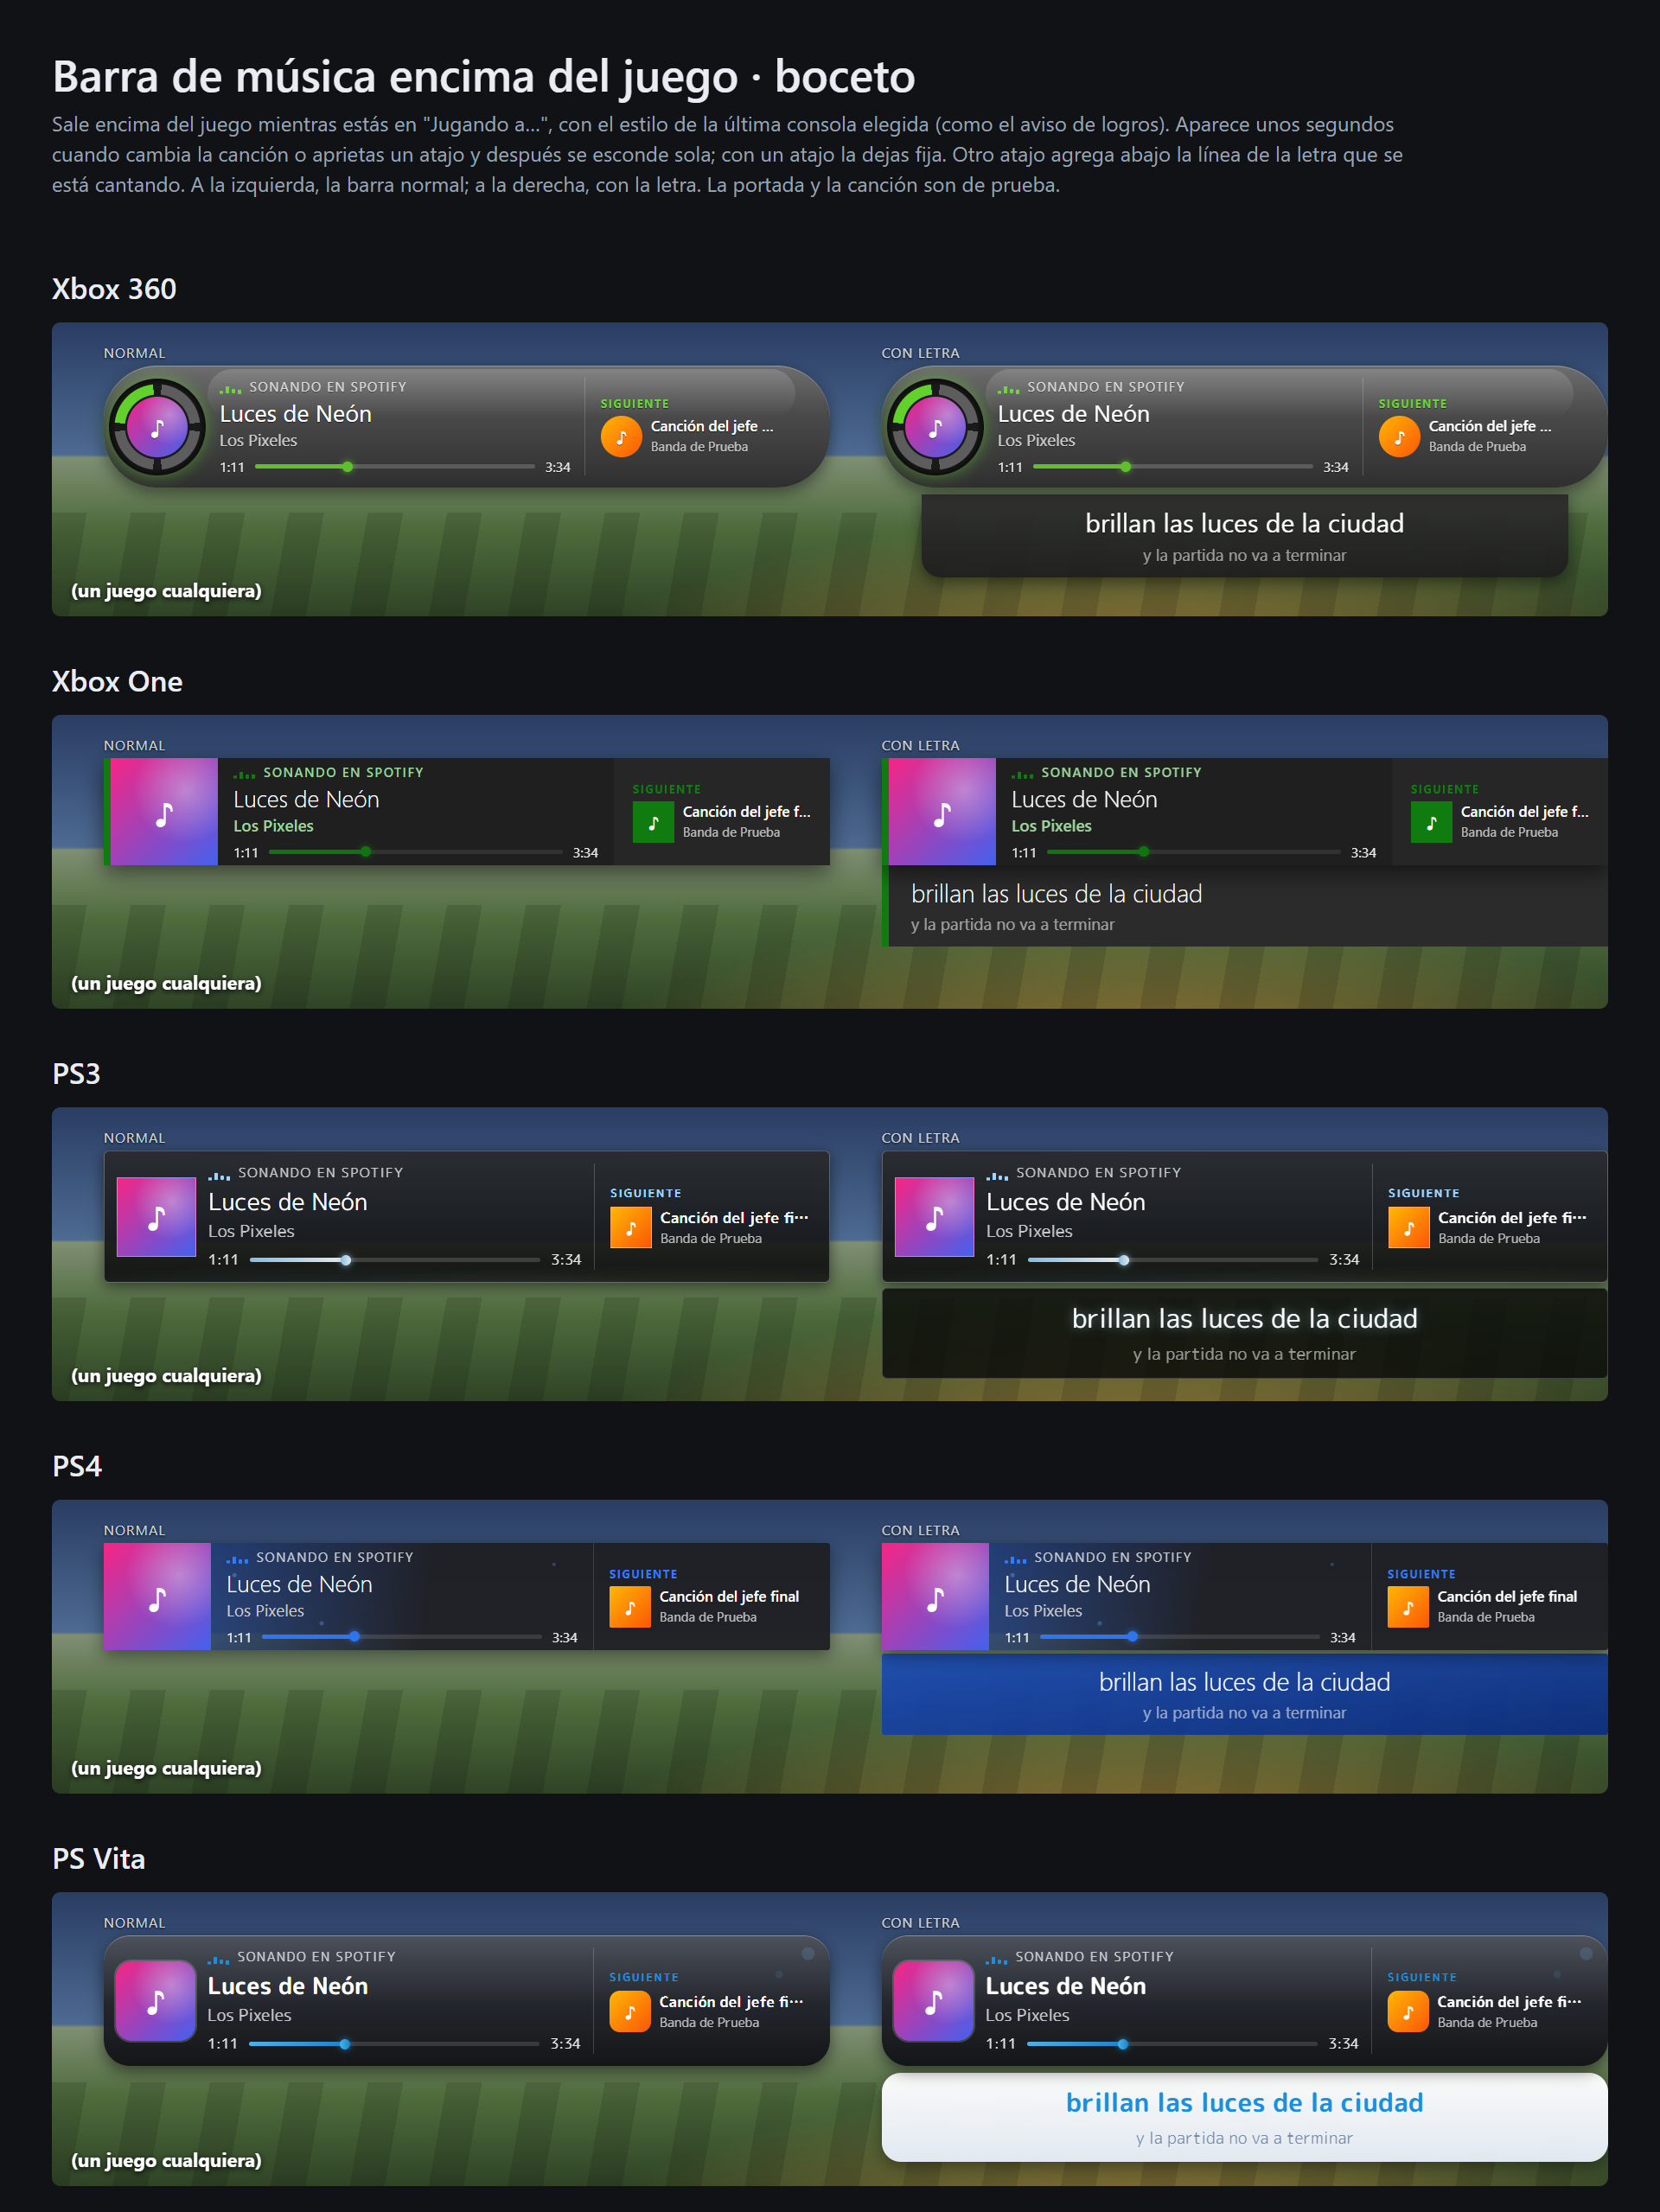 Barra de música encima del juego · boceto
Sale encima del juego mientras estás en "Jugando a...", con el estilo de la última consola elegida (como el aviso de logros). Aparece unos segundos
cuando cambia la canción o aprietas un atajo y después se esconde sola; con un atajo la dejas fija. Otro atajo agrega abajo la línea de la letra que se
está cantando. A la izquierda, la barra normal; a la derecha, con la letra. La portada y la canción son de prueba.
Xbox 360
NORMAL
SONANDO EN SPOTIFY
Luces de Neón
Los Pixeles
1:11
3:34
SIGUIENTE
Canción del jefe ...
Banda de Prueba
CON LETRA
SONANDO EN SPOTIFY
Luces de Neón
Los Pixeles
1:11
3:34
SIGUIENTE
Canción del jefe ...
Banda de Prueba
brillan las luces de la ciudad
y la partida no va a terminar
(un juego cualquiera)
Xbox One
NORMAL
SONANDO EN SPOTIFY
Luces de Neón
Los Pixeles
1:11
3:34
SIGUIENTE
Canción del jefe f...
Banda de Prueba
CON LETRA
SONANDO EN SPOTIFY
Luces de Neón
Los Pixeles
1:11
3:34
SIGUIENTE
Canción del jefe f...
Banda de Prueba
brillan las luces de la ciudad
y la partida no va a terminar
(un juego cualquiera)
PS3
NORMAL
SONANDO EN SPOTIFY
Luces de Neón
Los Pixeles
1:11
3:34
SIGUIENTE
Canción del jefe fi...
Banda de Prueba
CON LETRA
SONANDO EN SPOTIFY
Luces de Neón
Los Pixeles
1:11
3:34
SIGUIENTE
Canción del jefe fi...
Banda de Prueba
brillan las luces de la ciudad
y la partida no va a terminar
(un juego cualquiera)
PS4
NORMAL
SONANDO EN SPOTIFY
Luces de Neón
Los Pixeles
1:11
3:34
SIGUIENTE
Canción del jefe final
Banda de Prueba
CON LETRA
SONANDO EN SPOTIFY
Luces de Neón
Los Pixeles
1:11
3:34
SIGUIENTE
Canción del jefe final
Banda de Prueba
brillan las luces de la ciudad
y la partida no va a terminar
(un juego cualquiera)
PS Vita
NORMAL
SONANDO EN SPOTIFY
Luces de Neón
Los Pixeles
1:11
3:34
SIGUIENTE
Canción del jefe fi...
Banda de Prueba
CON LETRA
SONANDO EN SPOTIFY
Luces de Neón
Los Pixeles
1:11
3:34
SIGUIENTE
Canción del jefe fi...
Banda de Prueba
brillan las luces de la ciudad
y la partida no va a terminar
(un juego cualquiera)